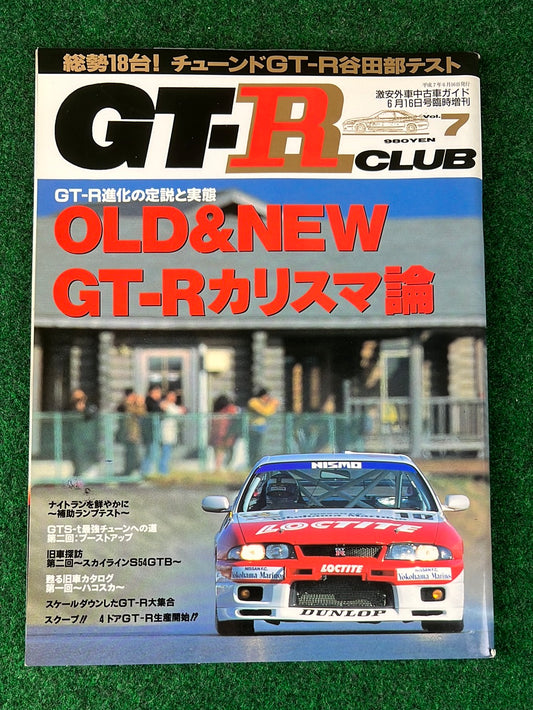 総勢18台! チューンドGT-R谷田部テスト
平成7年6月16日発行
激安外車中古車ガイド
6月16日号臨時増刊
GT-R
Vol.7
980YEN
CLUB
GT-R進化の定説と実態
OLD&NEW
GT-Rカリスマ論
ナイトランを鮮やかに
〜補助ランプテスト〜
GTS-t最強チューンへの道
第二回:ブーストアップ
旧車探訪
第二回〜スカイラインS54GTB〜
甦る旧車カタログ
第一回〜ハコスカ〜
スケールダウンしたGT-R大集合
スクープ!! 4ドアGT-R生産開始!?
NISMO
LOCTITE
GT-R
LOCTITE
NISSAN F.C.
Yokohama Marinos
NISSAN F.C.
Yokohama Marinos
DUNLOP